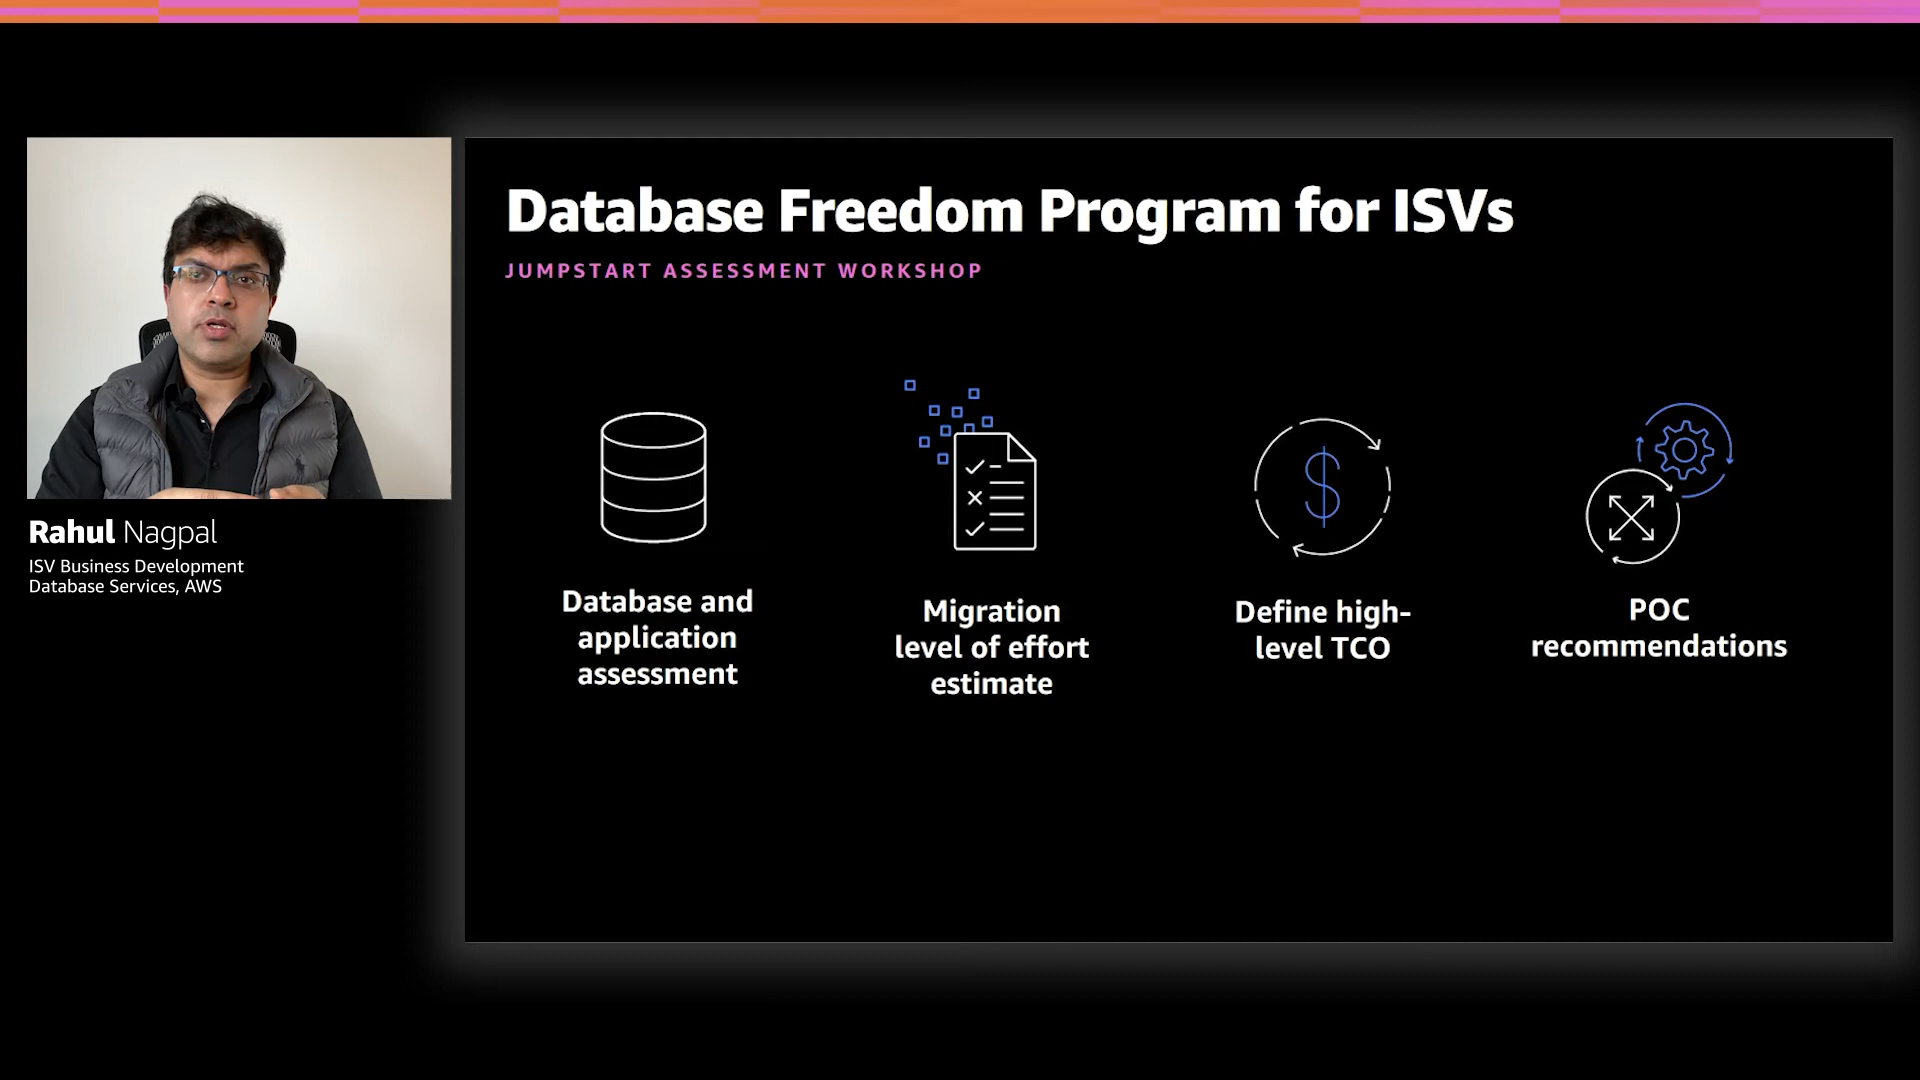 Database Freedom Program for ISVs
JUMPSTART ASSESSMENT WORKSHOP
Rahul Nagpal
ISV Business Development
Database Services, AWS
Database and
application
assessment
Migration
level of effort
estimate
Define high-
level TCO
POC
recommendations